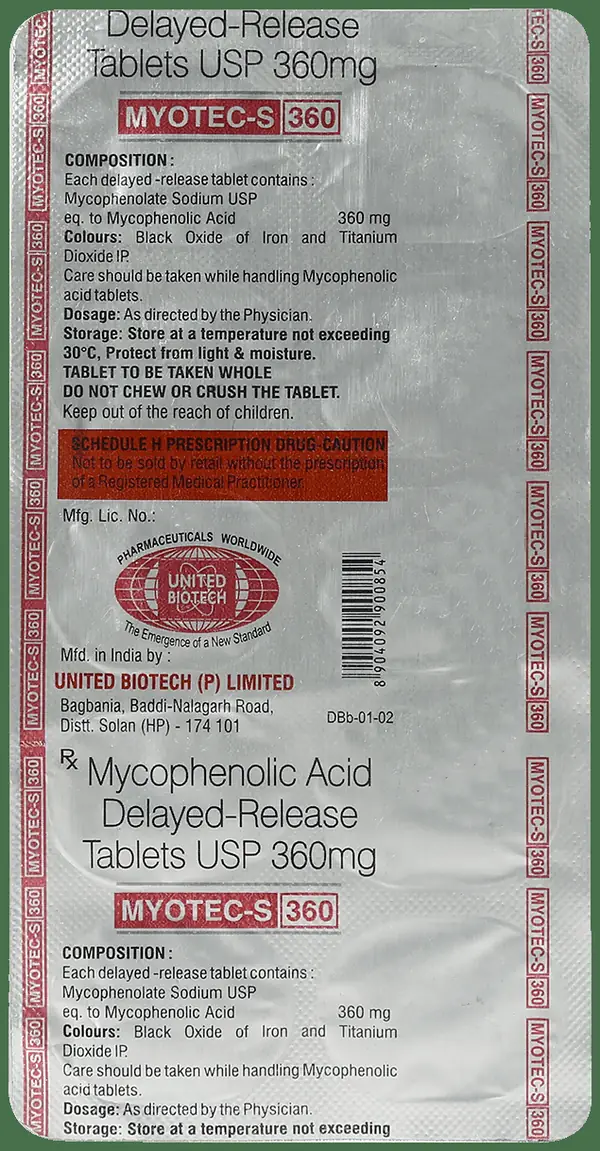 Delayed-Release
Tablets USP 360mg
MYOTEC-S 360
COMPOSITION :
Each delayed -release tablet contains :
Mycophenolate Sodium USP
eq. to Mycophenolic Acid 360 mg
Colours: Black Oxide of Iron and Titanium
Dioxide IP.
Care should be taken while handling Mycophenolic
acid tablets.
Dosage: As directed by the Physician.
Storage: Store at a temperature not exceeding
30°C, Protect from light & moisture.
TABLET TO BE TAKEN WHOLE
DO NOT CHEW OR CRUSH THE TABLET.
Keep out of the reach of children.
SCHEDULE H PRESCRIPTION DRUG-CAUTION
Not to be sold by retail without the prescription
of a Registered Medical Practitioner.
Mfg. Lic. No.:
PHARMACEUTICALS WORLDWIDE
UNITED
BIOTECH
The Emergence of a New Standard
8 904092 900854
Mfd. in India by :
UNITED BIOTECH (P) LIMITED
Bagbania, Baddi-Nalagarh Road,
Distt. Solan (HP) - 174 101
DBb-01-02
Rx Mycophenolic Acid
Delayed-Release
Tablets USP 360mg
MYOTEC-S 360
COMPOSITION :
Each delayed -release tablet contains :
Mycophenolate Sodium USP
eq. to Mycophenolic Acid 360 mg
Colours: Black Oxide of Iron and Titanium
Dioxide IP.
Care should be taken while handling Mycophenolic
acid tablets.
Dosage: As directed by the Physician.
Storage: Store at a temperature not exceeding
MYOTEC-
MYOTEC-S 360
MYOTEC-S 360
MYOTEC-S 360
MYOTEC-S 360
MYOTEC-S 360
MYOTEC-S 360
MYOTEC-S 360
MYOTEC-S 360
MYOTEC-S 360
TEC-S 360
MYOTEC-S 360
MYOTEC-S 360
MYOTEC-S 360
MYOTEC-S 360
MYOTEC-S 360
MYOTEC-S 360
MYOTEC-S 360
MYOTEC-S 360